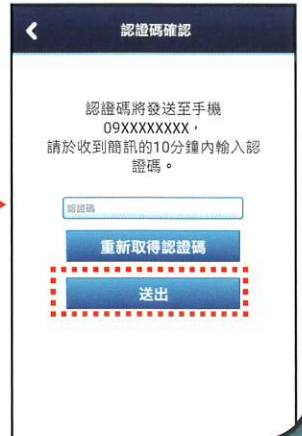 認證碼確認
認證碼將發送至手機
09XXXXXXXX，
請於收到簡訊的10分鐘內輸入認
證碼。
認證碼
重新取得認證碼
送出